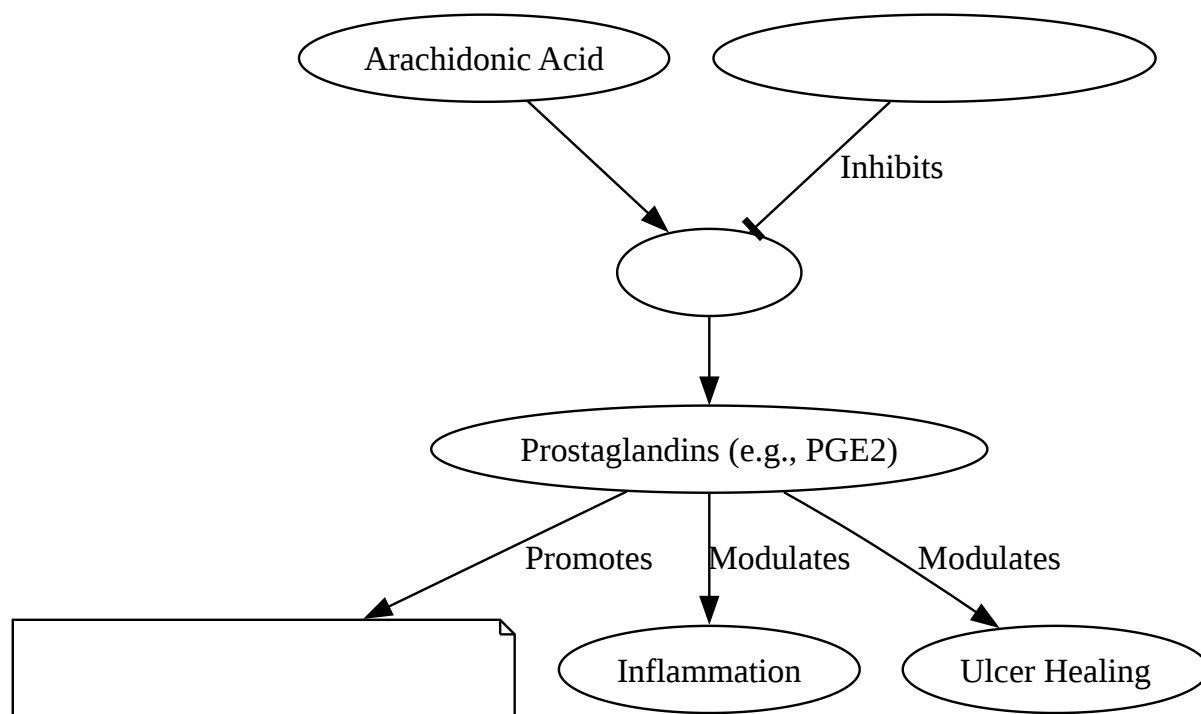 Arachidonic Acid
Inhibits
Prostaglandins (e.g., PGE2)
Promotes
Modulates
Modulates
Inflammation
Ulcer Healing